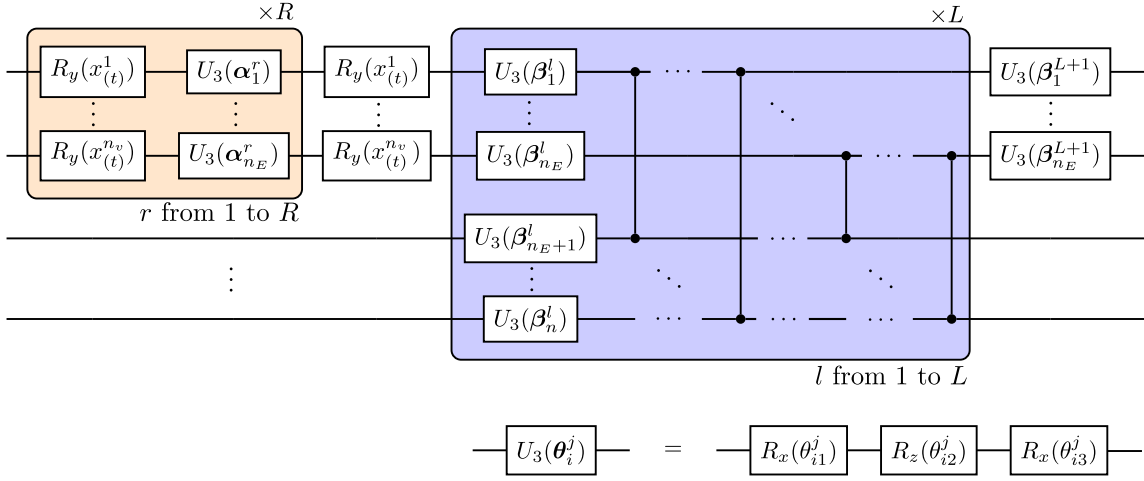 ×R ×L
R_y(x^1_{(t)}) U_3(α^r_1) R_y(x^1_{(t)}) U_3(β^l_1) ··· U_3(β^{L+1}_1)
⋮ ⋮ ⋮ ⋮ ⋱ ⋮
R_y(x^{n_v}_{(t)}) U_3(α^r_{n_E}) R_y(x^{n_v}_{(t)}) U_3(β^l_{n_E}) ··· U_3(β^{L+1}_{n_E})
r from 1 to R
U_3(β^l_{n_E+1}) ···
⋮ ⋮ ⋱ ⋱
U_3(β^l_n) ··· ··· ···
l from 1 to L
U_3(θ^j_i) = R_x(θ^j_{i1}) R_z(θ^j_{i2}) R_x(θ^j_{i3})